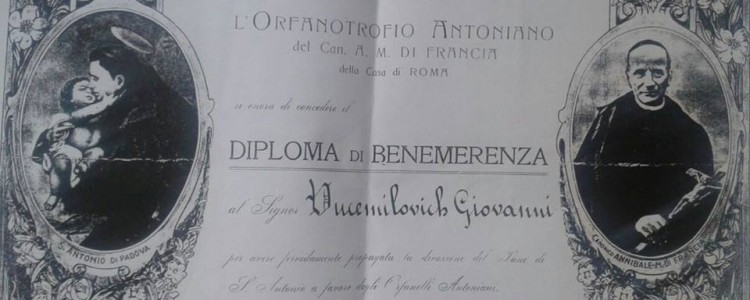 L'ORFANOTROFIO ANTONIANO
del CAN. A. M. DI FRANCIA
della Casa di ROMA
si onora di concedere il
DIPLOMA DI BENEMERENZA
al Signor Vucemilovich Giovanni
per avere fervidamente propagata la divozione del Pane di
S. Antonio a favore degli Orfanelli Antoniani.
S. ANTONIO DI PADOVA
CANONICO ANNIBALE M. DI FRANCIA